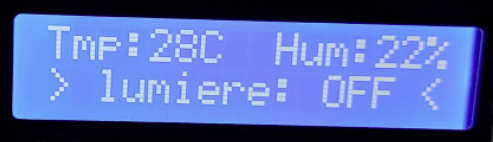 Tmp:28C Hum:22%
> lumiere: OFF <